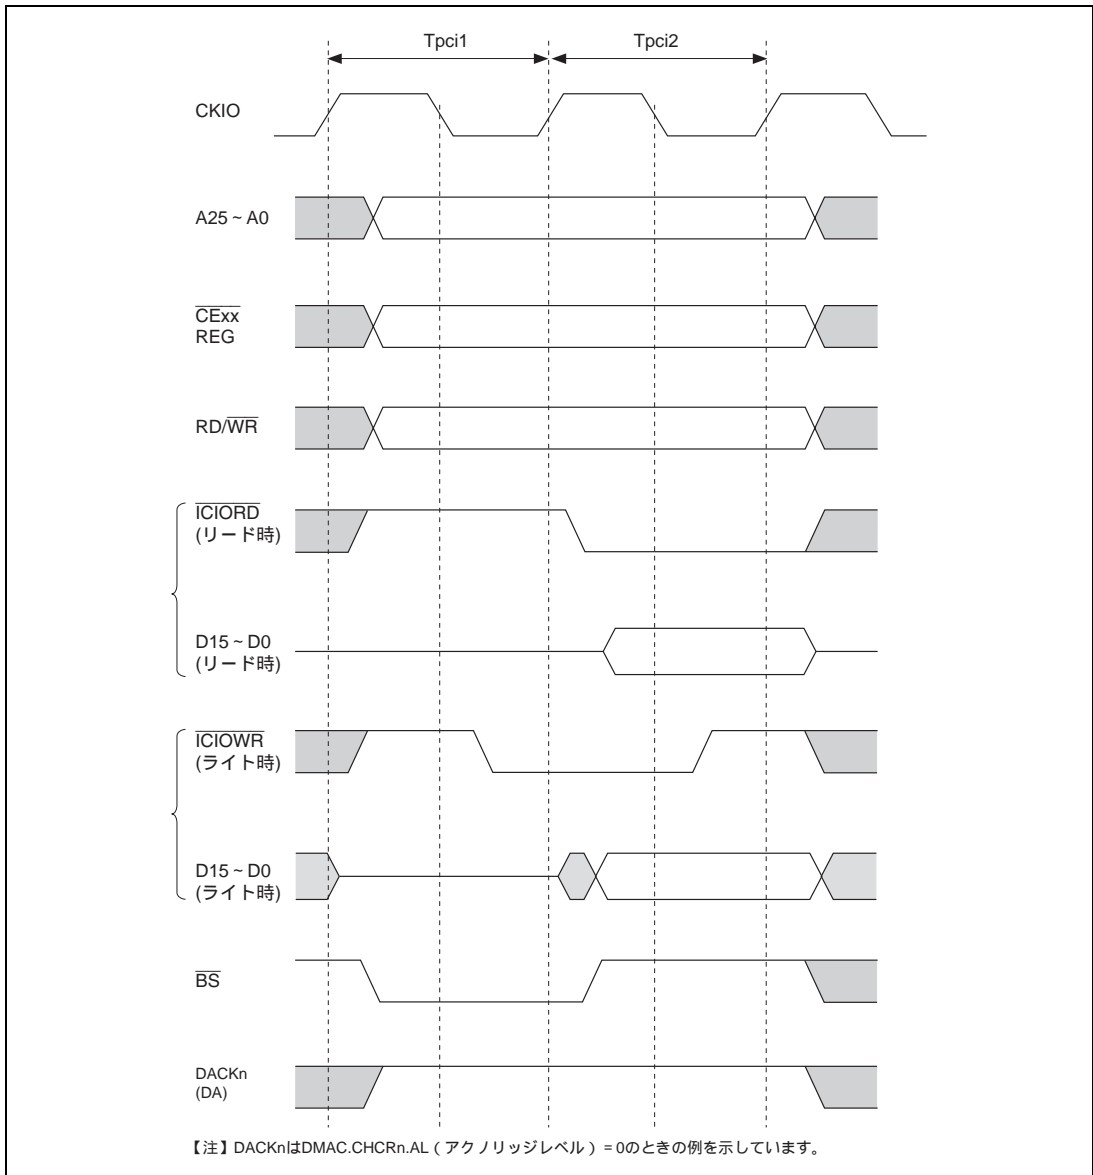 Tpci1 Tpci2
CKIO
A25 ~ A0
CExx
REG
RD/WR
ICIORD
(リード時)
D15 ~ D0
(リード時)
ICIOWR
(ライト時)
D15 ~ D0
(ライト時)
BS
DACKn
(DA)
【注】DACKnはDMAC.CHCRn.AL ( アクノリッジレベル ) = 0のときの例を示しています。